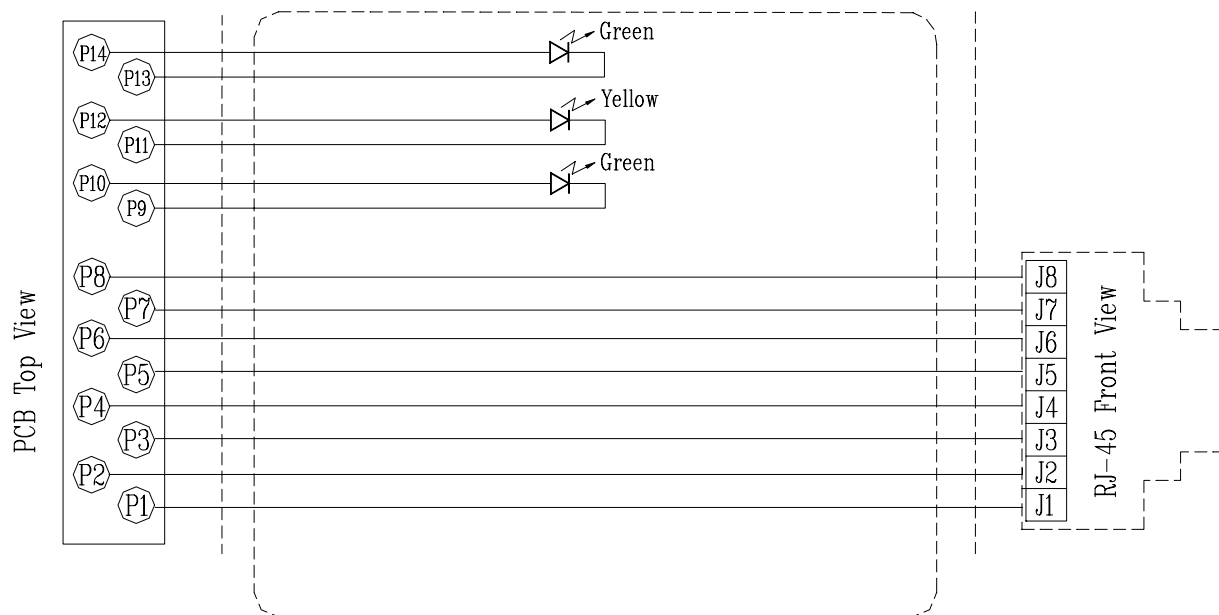 P14
Green
P13
P12
Yellow
P11
P10
Green
P9
P8
J8
P7
J7
P6
J6
P5
J5
P4
J4
P3
J3
P2
J2
P1
J1
PCB Top View
RJ-45 Front View